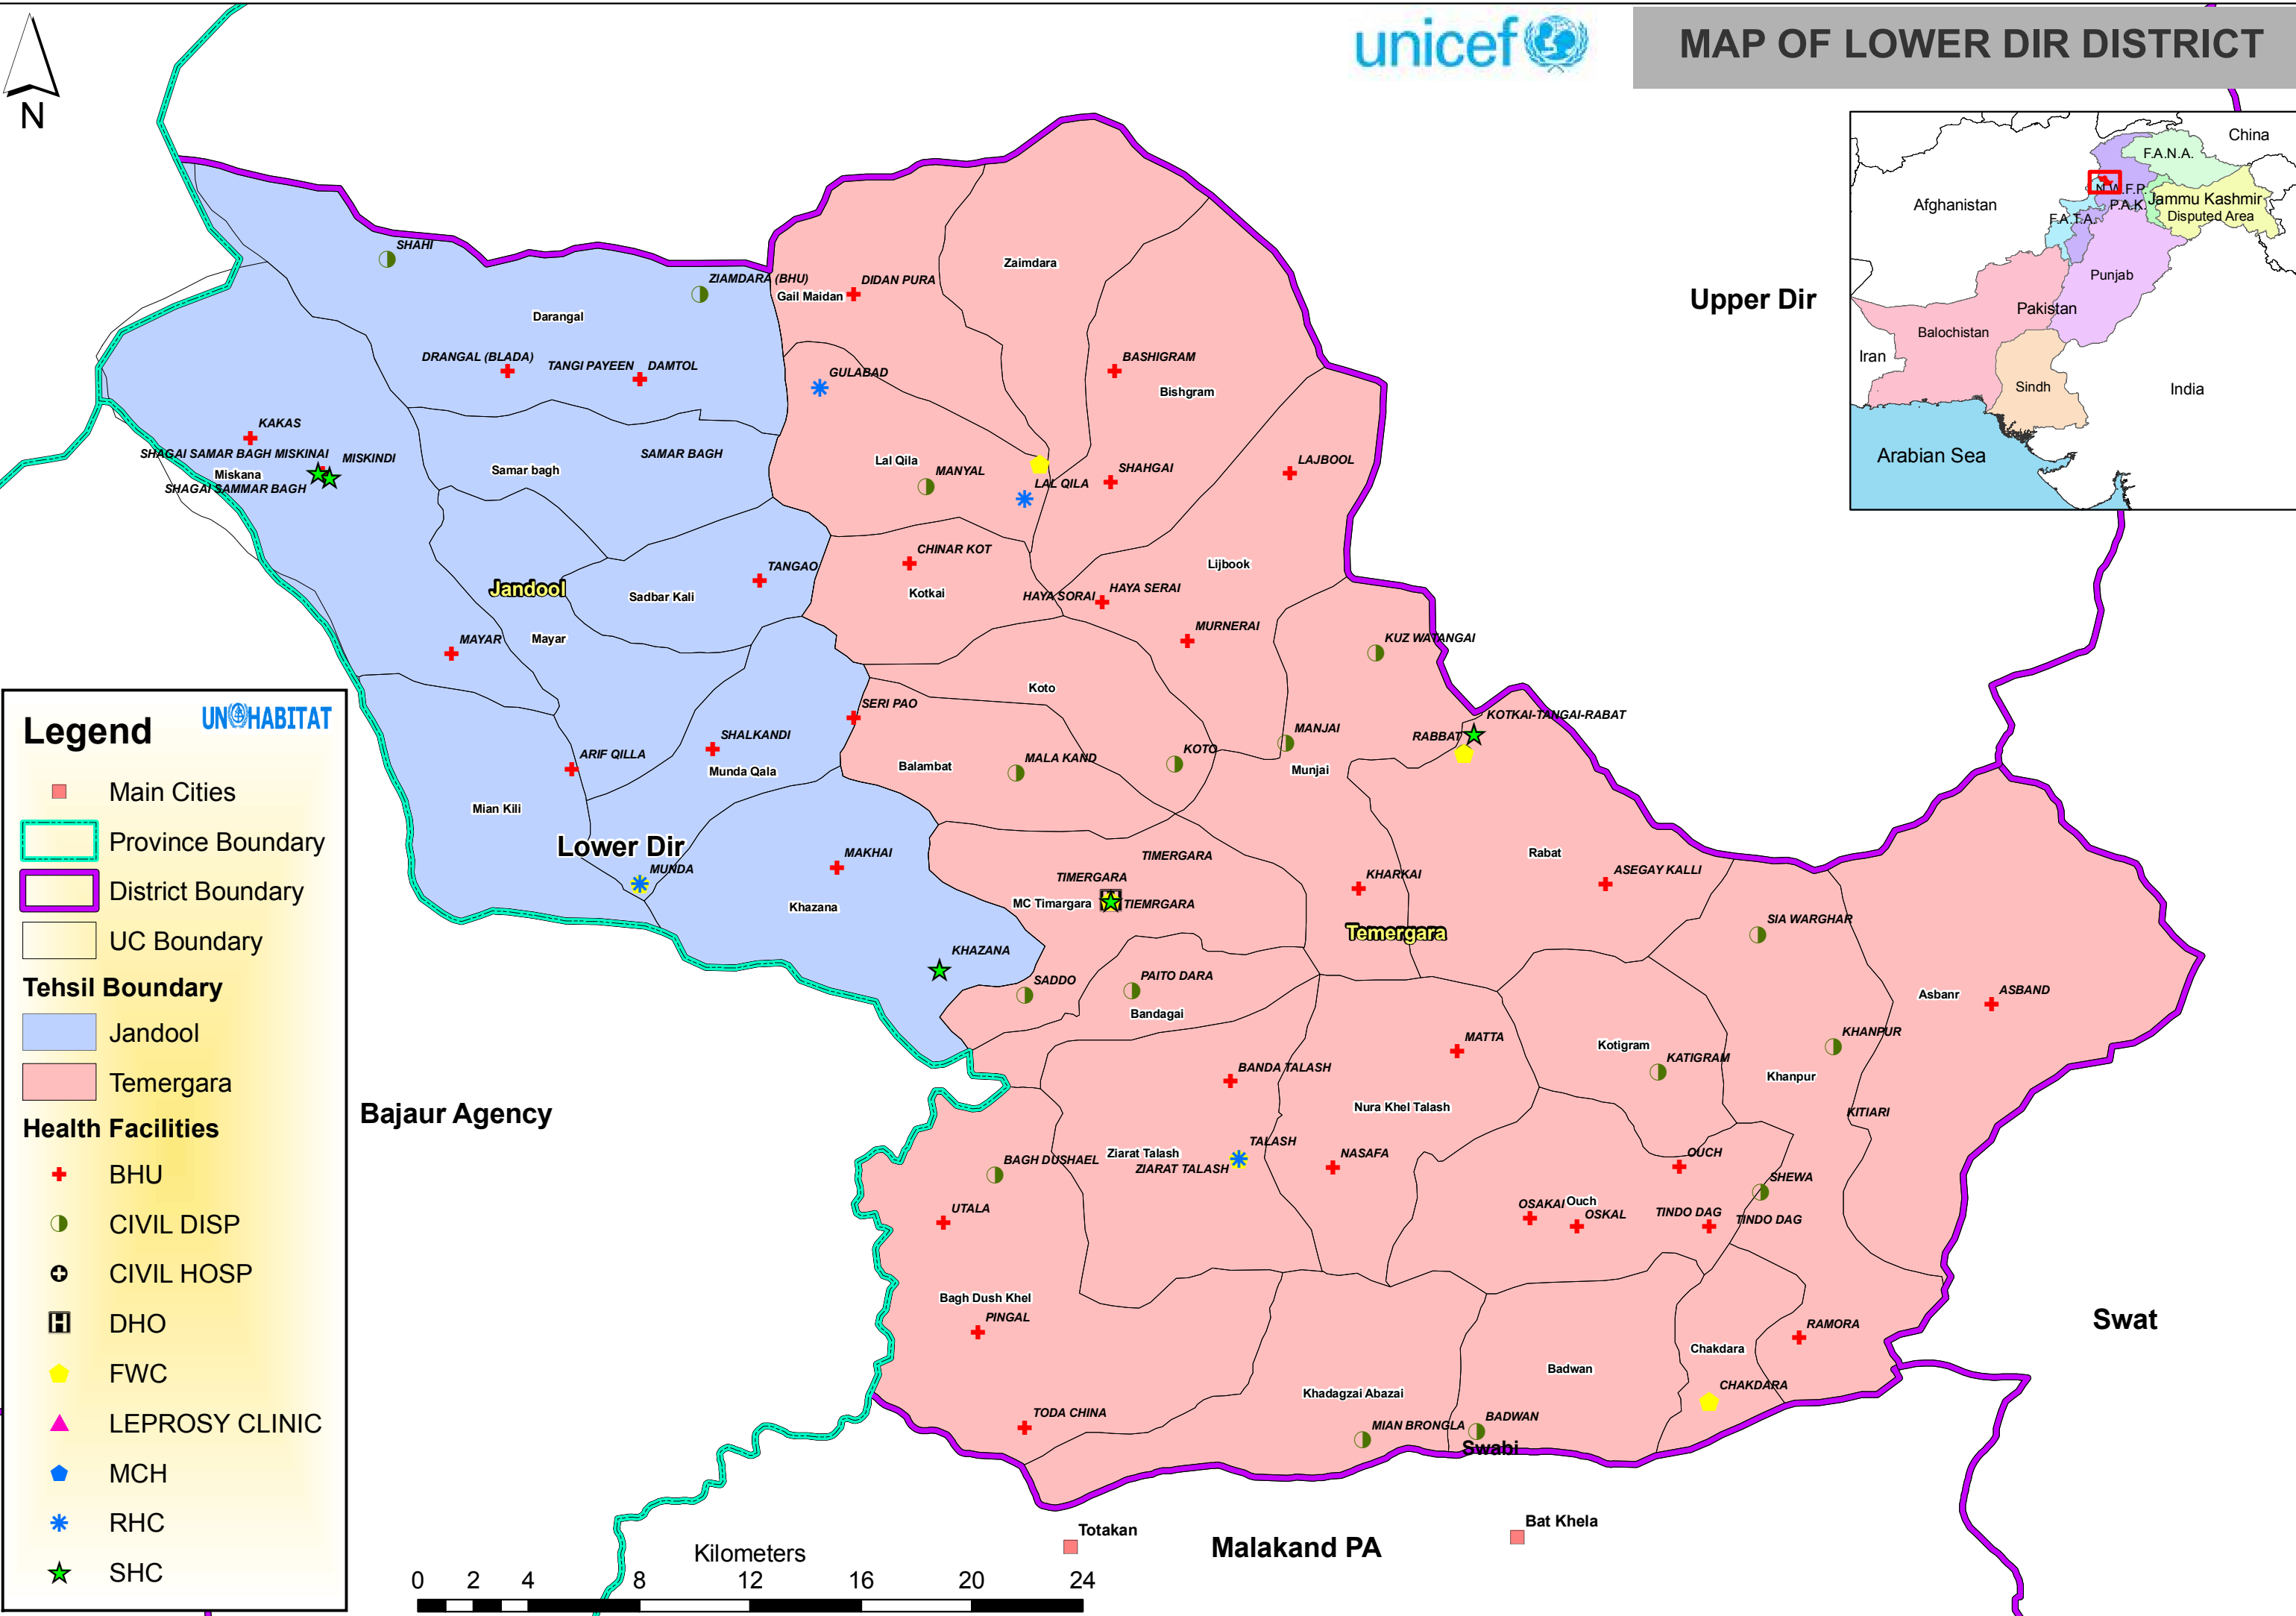 unicef
MAP OF LOWER DIR DISTRICT
N
China
F.A.N.A.
Afghanistan
N.W.F.P.
Jammu Kashmir
P.A.K.
Disputed Area
F.A.T.A.
Punjab
Pakistan
Balochistan
Iran
Sindh
India
Arabian Sea
Upper Dir
SHAHI
ZIAMDARA (BHU)
DIDAN PURA
Gail Maidan
Zaimdara
Darangal
DRANGAL (BLADA)
TANGI PAYEEN
DAMTOL
GULABAD
BASHIGRAM
Bishgram
KAKAS
SHAGAI SAMAR BAGH MISKINAI
MISKINDI
Miskana
SHAGAI SAMMAR BAGH
Samar bagh
SAMAR BAGH
Lal Qila
MANYAL
LAL QILA
SHAHGAI
LAJBOOL
CHINAR KOT
TANGAO
Jandool
Sadbar Kali
Kotkai
Lijbook
HAYA SORAI
HAYA SERAI
MAYAR
Mayar
MURNERAI
KUZ WATANGAI
Koto
SERI PAO
KOTKAI-TANGAI-RABAT
RABBAT
SHALKANDI
ARIF QILLA
Munda Qala
Balambat
MALA KAND
KOTO
MANJAI
Munjai
Mian Kili
Lower Dir
MUNDA
MAKHAI
TIMERGARA
TIMERGARA
MC Timargara
TIEMRGARA
KHARKAI
Rabat
ASEGAY KALLI
Temergara
SIA WARGHAR
Khazana
KHAZANA
SADDO
PAITO DARA
Bandagai
Asbanr
ASBAND
KHANPUR
MATTA
Kotigram
KATIGRAM
Khanpur
BANDA TALASH
Nura Khel Talash
KITIARI
Bajaur Agency
BAGH DUSHAEL
Ziarat Talash
TALASH
ZIARAT TALASH
NASAFA
OUCH
SHEWA
UTALA
OSAKAI
Ouch
OSKAL
TINDO DAG
TINDO DAG
Bagh Dush Khel
PINGAL
RAMORA
Swat
Chakdara
Badwan
CHAKDARA
Khadagzai Abazai
TODA CHINA
MIAN BRONGLA
BADWAN
Swabi
Totakan
Malakand PA
Bat Khela
Kilometers
0 2 4 8 12 16 20 24
Legend
UN HABITAT
Main Cities
Province Boundary
District Boundary
UC Boundary
Tehsil Boundary
Jandool
Temergara
Health Facilities
BHU
CIVIL DISP
CIVIL HOSP
H DHO
FWC
LEPROSY CLINIC
MCH
RHC
SHC